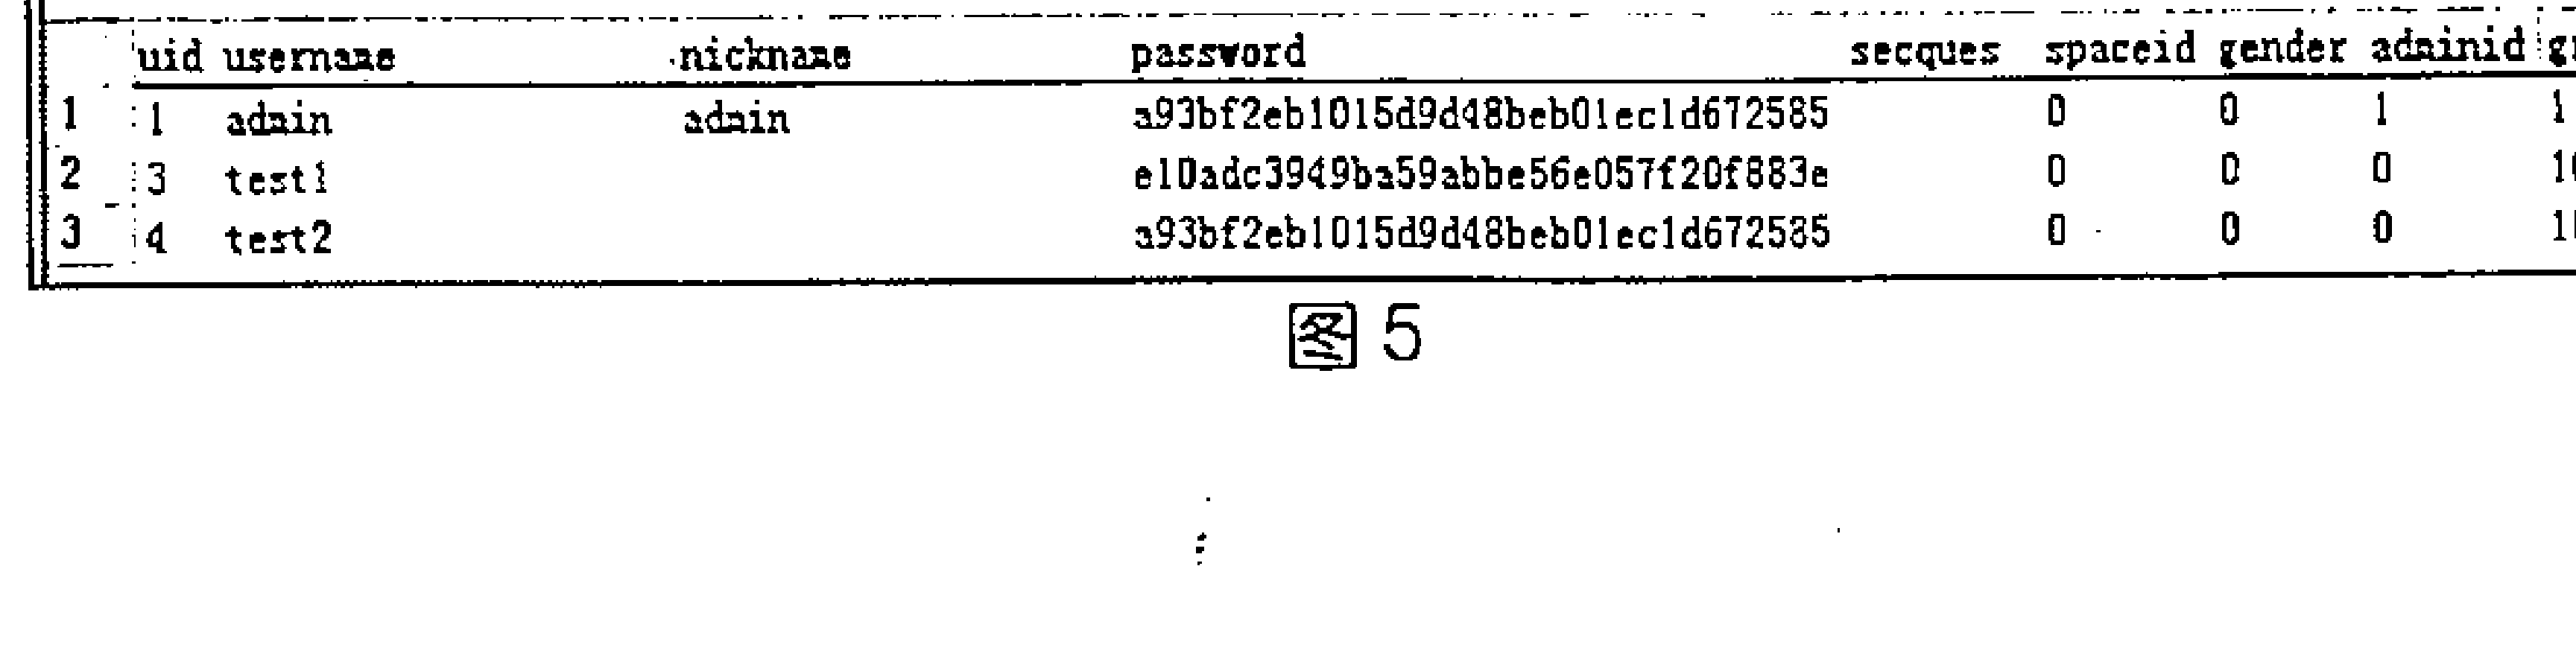 uid username nickname password secques spaceid gender adminid
1 1 admin admin a93bf2eb1015d9d48beb01ec1d672585 0 0 1 1
2 3 test1 e10adc3949ba59abbe56e057f20f883e 0 0 0
3 4 test2 a93bf2eb1015d9d48beb01ec1d672585 0 0 0
图 5